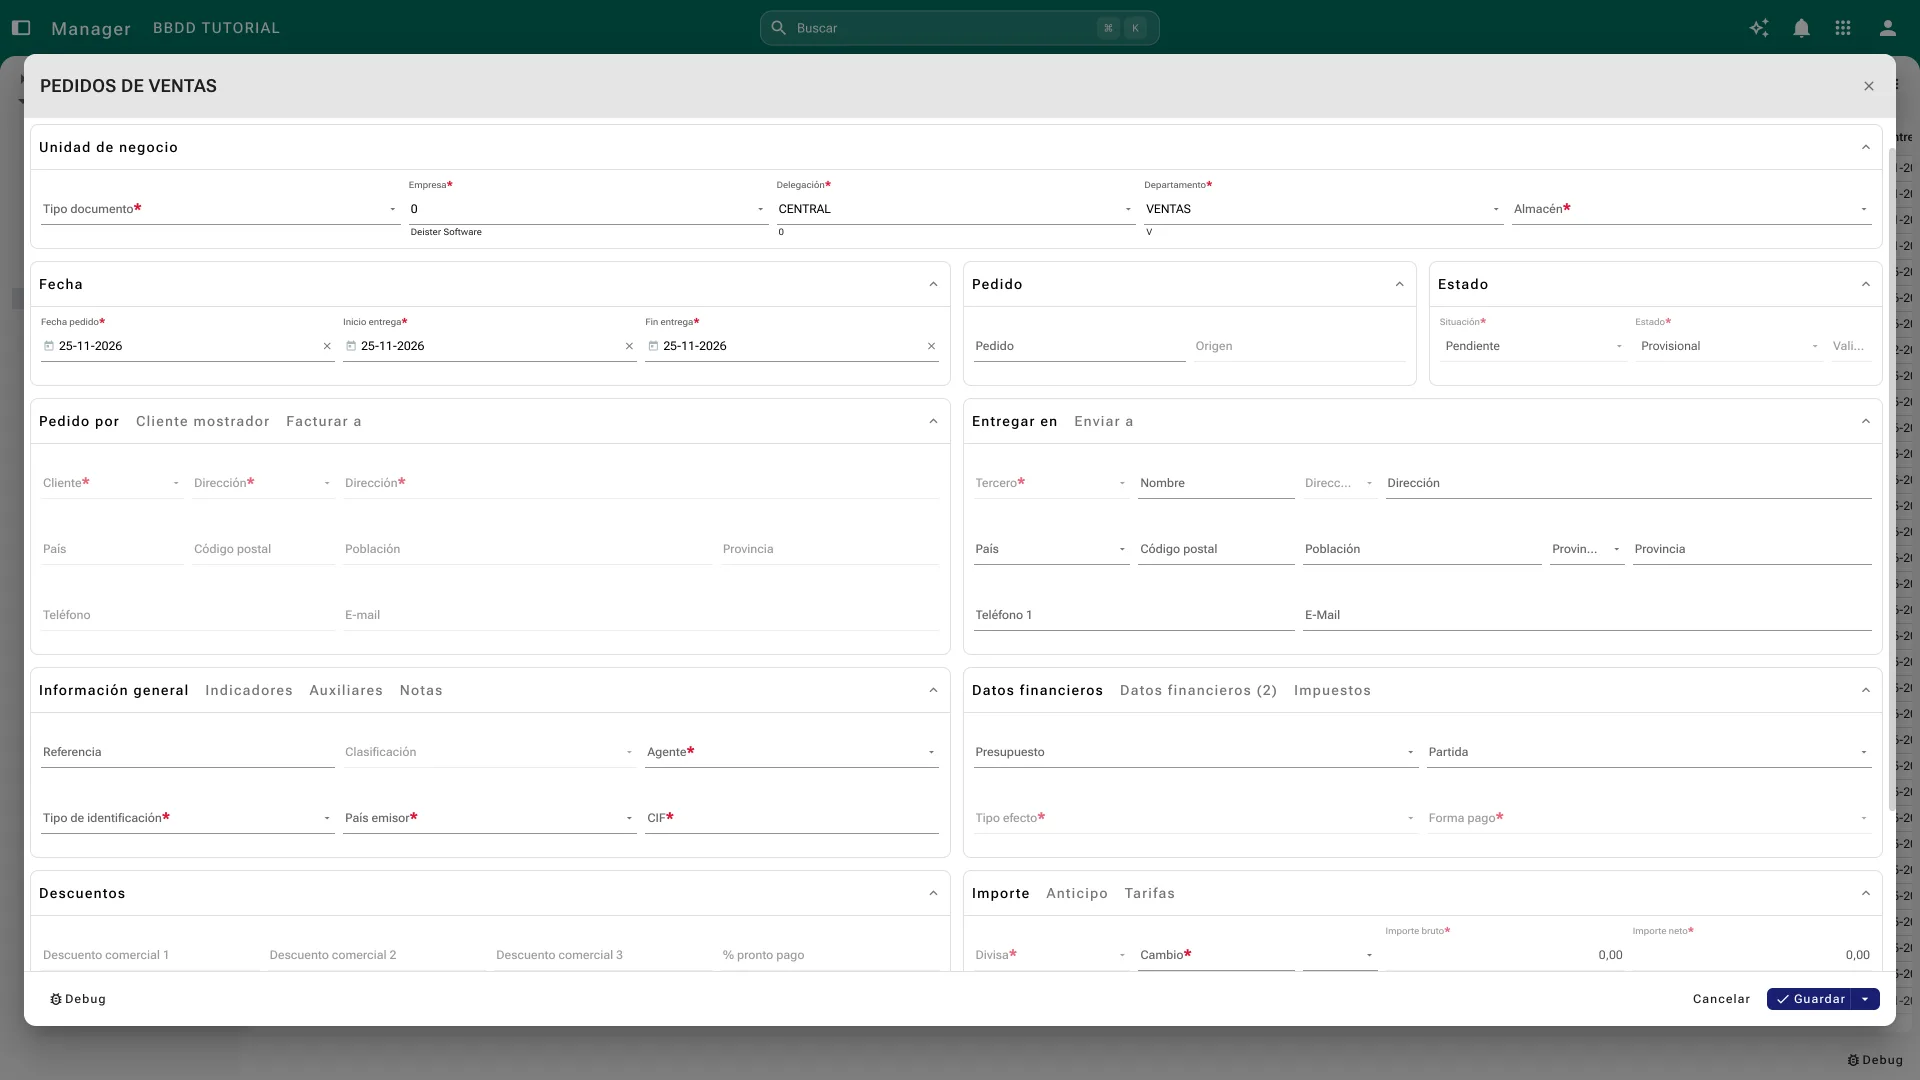 Manager BBDD TUTORIAL Buscar ⌘ K
PEDIDOS DE VENTAS
Unidad de negocio
Empresa* Delegación* Departamento*
Tipo documento* 0 CENTRAL VENTAS Almacén*
Deister Software 0 V
Fecha
Fecha pedido* Inicio entrega* Fin entrega*
25-11-2026 25-11-2026 25-11-2026
Pedido
Pedido Origen
Estado
Situación* Estado*
Pendiente Provisional Vali...
Pedido por Cliente mostrador Facturar a
Cliente* Dirección* Dirección*
País Código postal Población Provincia
Teléfono E-mail
Entregar en Enviar a
Tercero* Nombre Direcc... Dirección
País Código postal Población Provin... Provincia
Teléfono 1 E-Mail
Información general Indicadores Auxiliares Notas
Referencia Clasificación Agente*
Tipo de identificación* País emisor* CIF*
Datos financieros Datos financieros (2) Impuestos
Presupuesto Partida
Tipo efecto* Forma pago*
Descuentos
Descuento comercial 1 Descuento comercial 2 Descuento comercial 3 % pronto pago
Importe Anticipo Tarifas
Importe bruto* Importe neto*
Divisa* Cambio* 0,00 0,00
Debug Cancelar Guardar
Debug